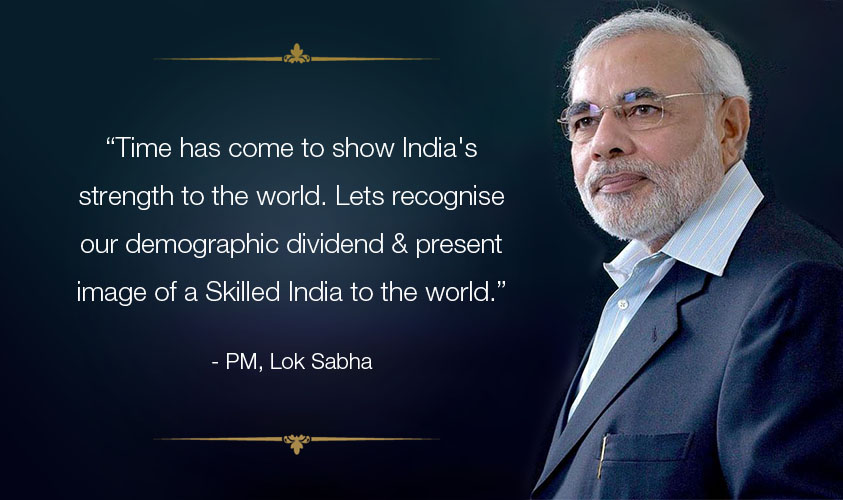 “Time has come to show India's
strength to the world. Lets recognise
our demographic dividend & present
image of a Skilled India to the world.”
- PM, Lok Sabha